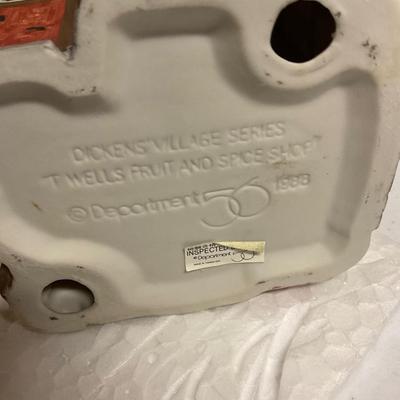 DICKENS' VILLAGE SERIES
"T WELLS FRUIT AND SPICE SHOP"
© Department 56 1988
INSPECTED
© Department 56